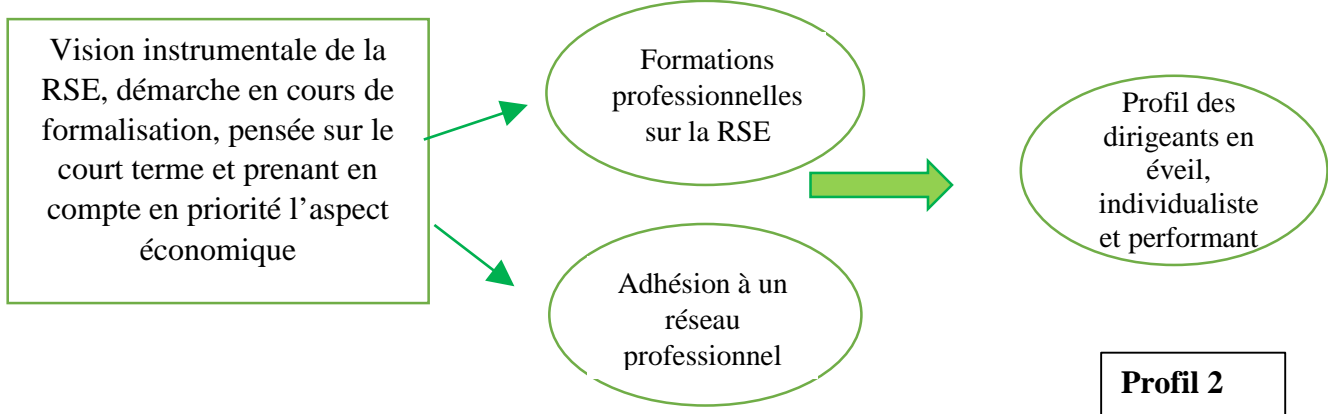 Vision instrumentale de la
RSE, démarche en cours de
formalisation, pensée sur le
court terme et prenant en
compte en priorité l’aspect
économique
Formations
professionnelles
sur la RSE
Adhésion à un
réseau
professionnel
Profil des
dirigeants en
éveil,
individualiste
et performant
Profil 2